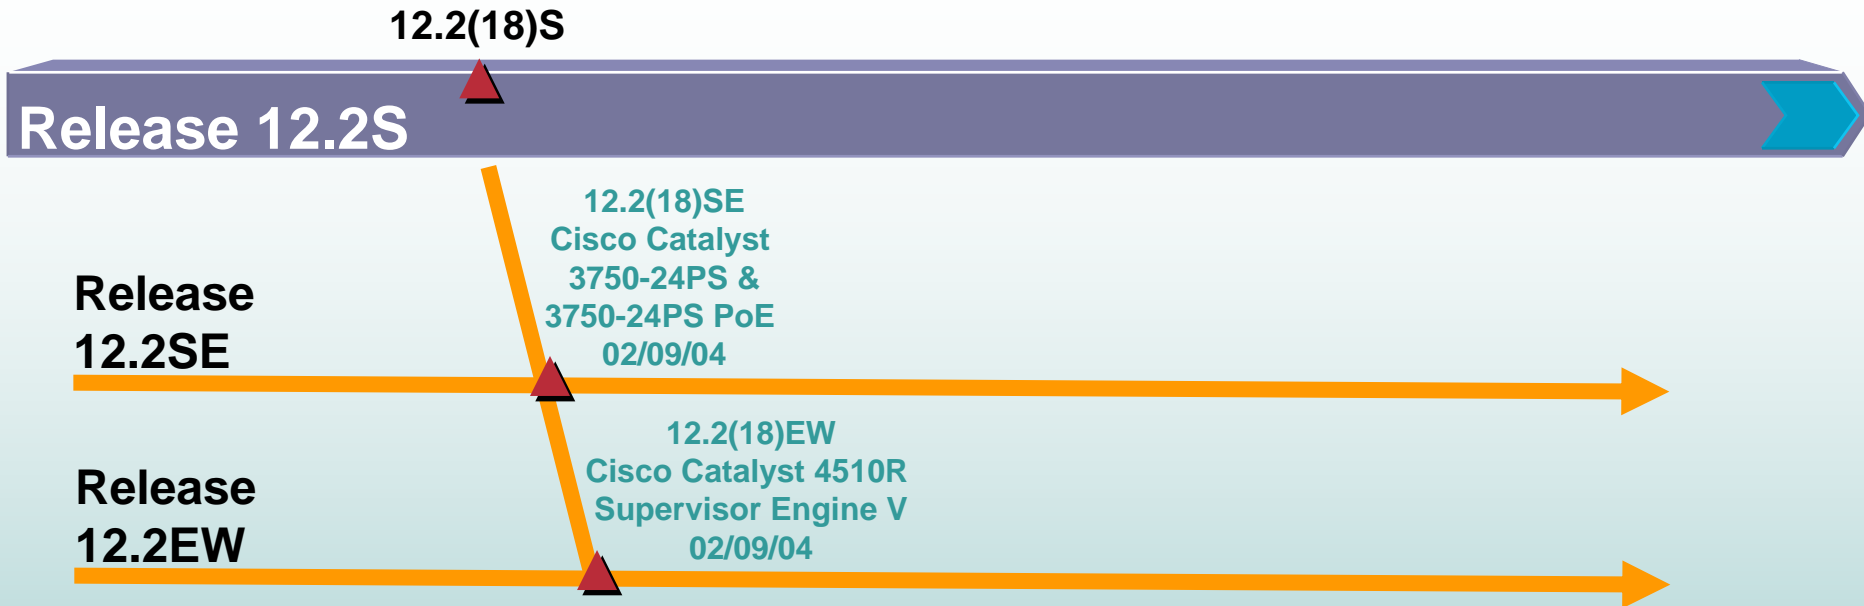 12.2(18)S
Release 12.2S
12.2(18)SE
Cisco Catalyst
3750-24PS &
3750-24PS PoE
02/09/04
Release
12.2SE
12.2(18)EW
Cisco Catalyst 4510R
Supervisor Engine V
02/09/04
Release
12.2EW